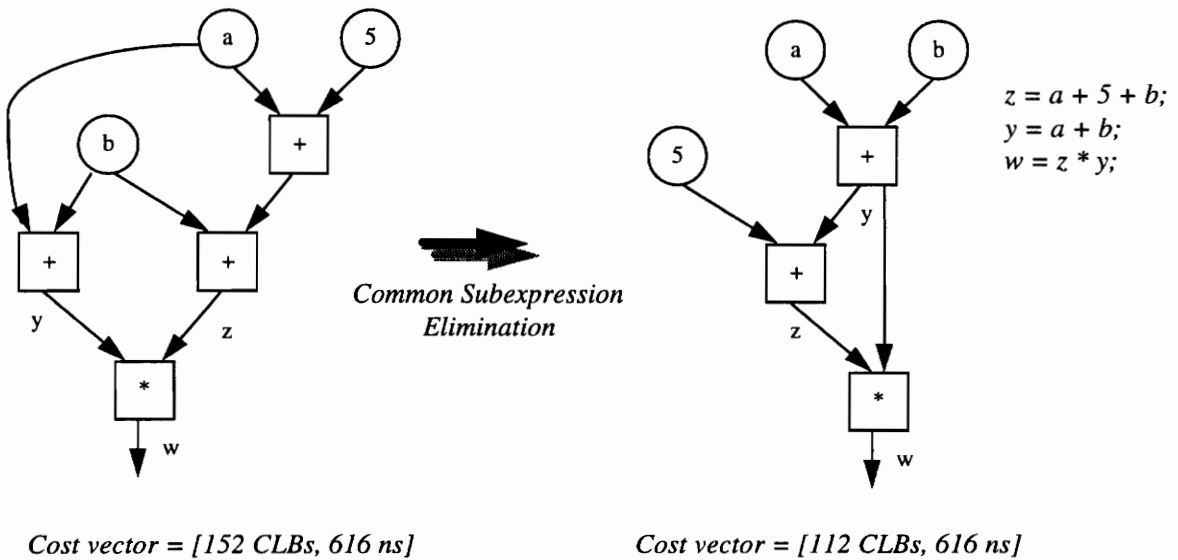 a
5
b
+
+
+
y
z
*
w
Common Subexpression
Elimination
a
b
5
+
y
+
z
*
w
z = a + 5 + b;
y = a + b;
w = z * y;
Cost vector = [152 CLBs, 616 ns]
Cost vector = [112 CLBs, 616 ns]